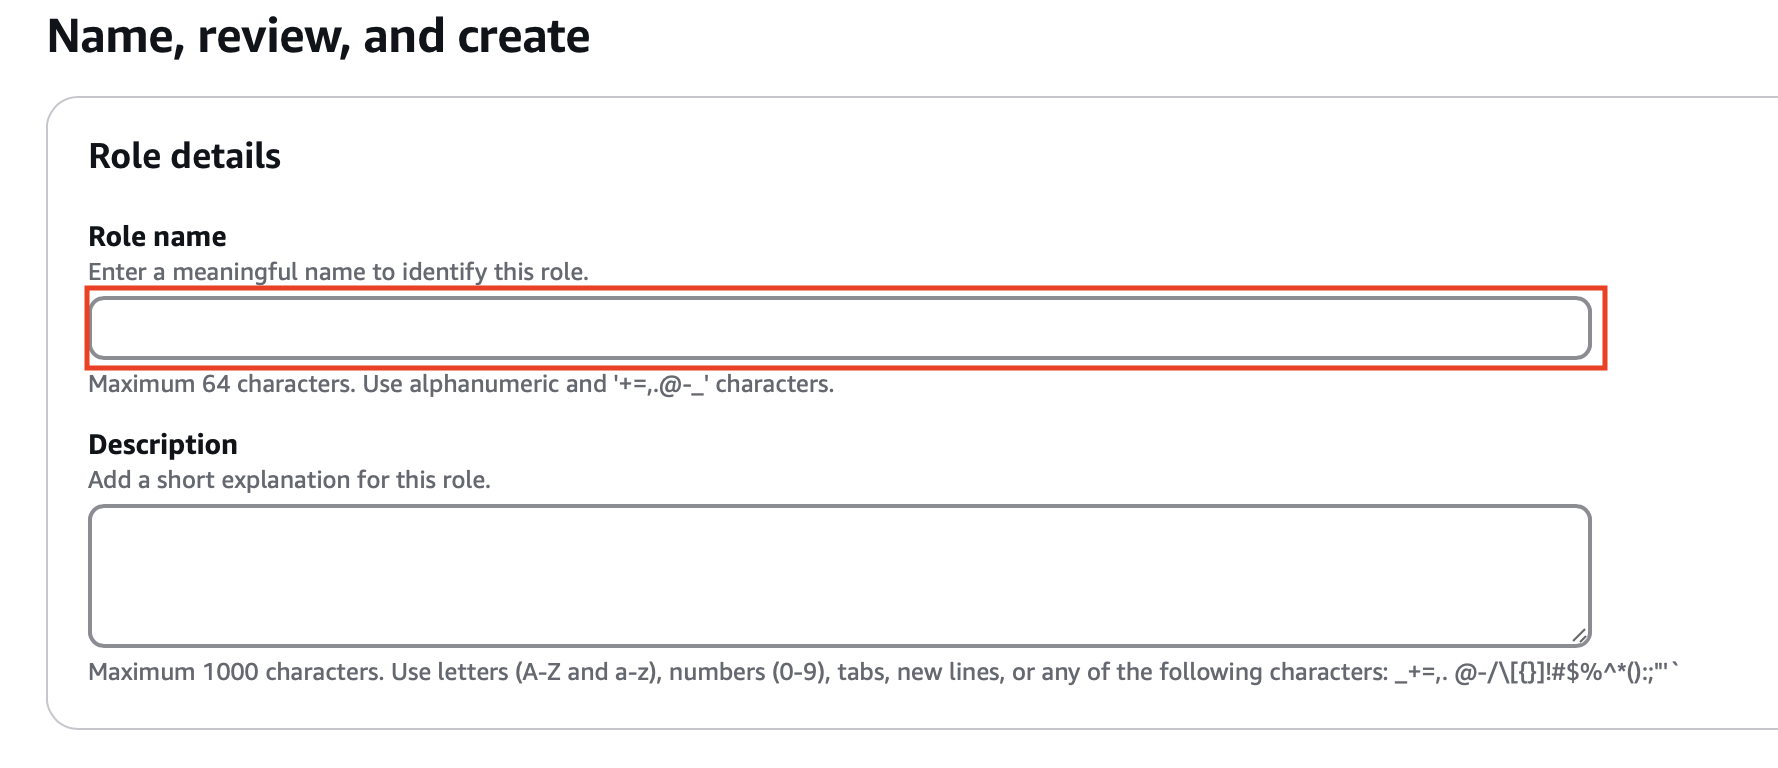 Name, review, and create
Role details
Role name
Enter a meaningful name to identify this role.
Maximum 64 characters. Use alphanumeric and '+=,.@-_' characters.
Description
Add a short explanation for this role.
Maximum 1000 characters. Use letters (A-Z and a-z), numbers (0-9), tabs, new lines, or any of the following characters: _+=,. @-/\[{}]!#$%^*();:;"'`